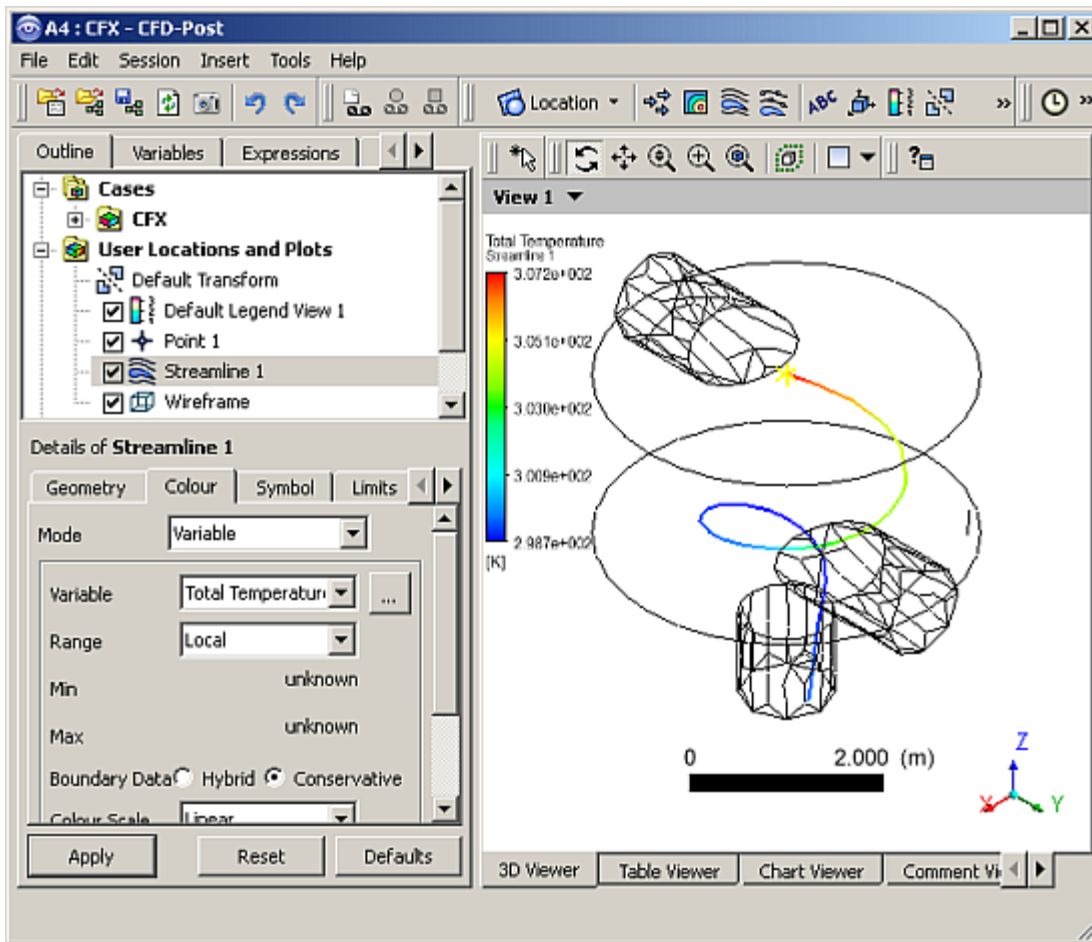 A4 : CFX - CFD-Post
File Edit Session Insert Tools Help
Location
ABC
Outline Variables Expressions
Cases
CFX
User Locations and Plots
Default Transform
Default Legend View 1
Point 1
Streamline 1
Wireframe
Details of Streamline 1
Geometry Colour Symbol Limits
Mode Variable
Variable Total Temperature ...
Range Local
Min unknown
Max unknown
Boundary Data Hybrid Conservative
Colour Scale Linear
Apply Reset Defaults
View 1
Total Temperature
Streamline 1
3.072e+002
3.051e+002
3.030e+002
3.009e+002
2.987e+002
[K]
0 2.000 (m)
Z
X Y
3D Viewer Table Viewer Chart Viewer Comment Vi